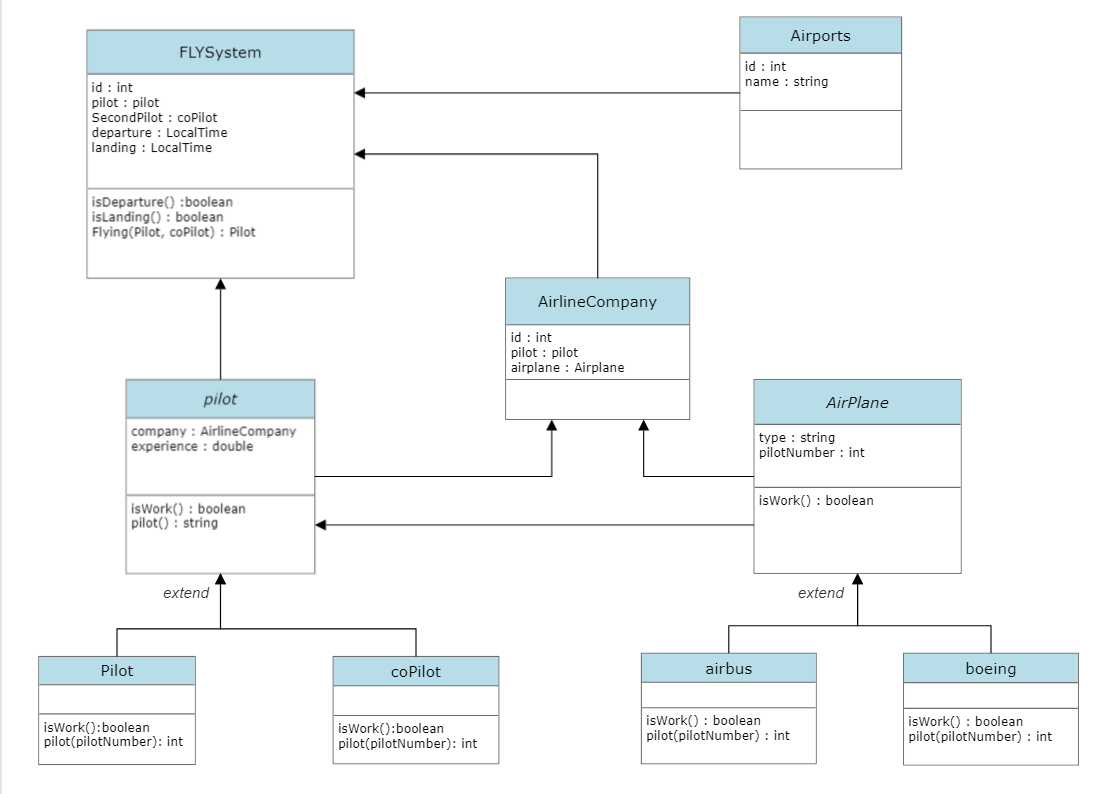 FLYSystem
id : int
pilot : pilot
SecondPilot : coPilot
departure : LocalTime
landing : LocalTime
isDeparture() :boolean
isLanding() : boolean
Flying(Pilot, coPilot) : Pilot
Airports
id : int
name : string
AirlineCompany
id : int
pilot : pilot
airplane : Airplane
pilot
company : AirlineCompany
experience : double
isWork() : boolean
pilot() : string
AirPlane
type : string
pilotNumber : int
isWork() : boolean
extend
extend
Pilot
isWork():boolean
pilot(pilotNumber): int
coPilot
isWork():boolean
pilot(pilotNumber): int
airbus
isWork() : boolean
pilot(pilotNumber) : int
boeing
isWork() : boolean
pilot(pilotNumber) : int